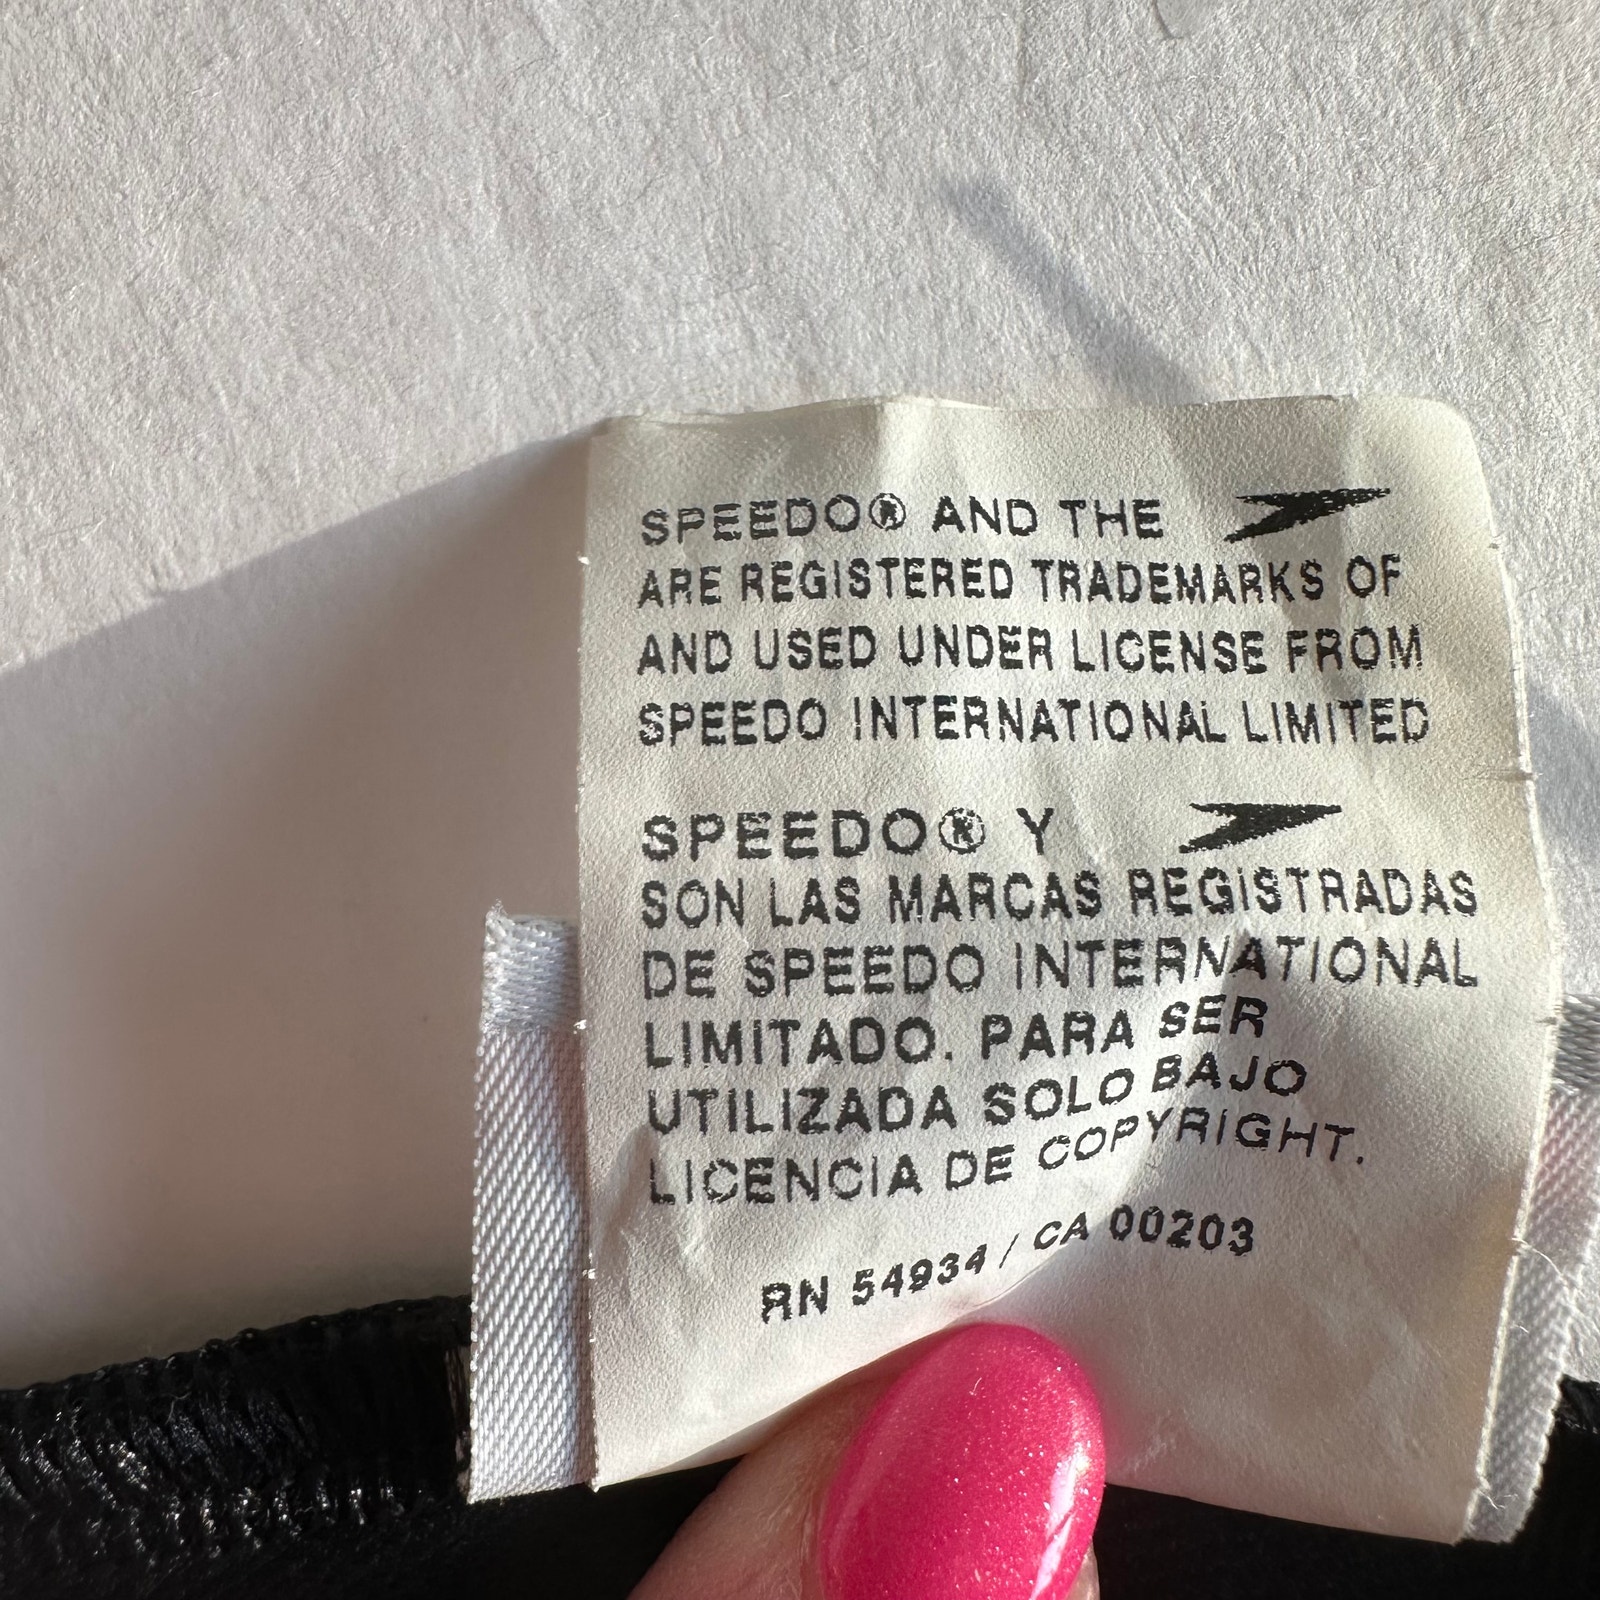 SPEEDO® AND THE
ARE REGISTERED TRADEMARKS OF
AND USED UNDER LICENSE FROM
SPEEDO INTERNATIONAL LIMITED
SPEEDO® Y
SON LAS MARCAS REGISTRADAS
DE SPEEDO INTERNATIONAL
LIMITADO. PARA SER
UTILIZADA SOLO BAJO
LICENCIA DE COPYRIGHT.
RN 54934 / CA 00203